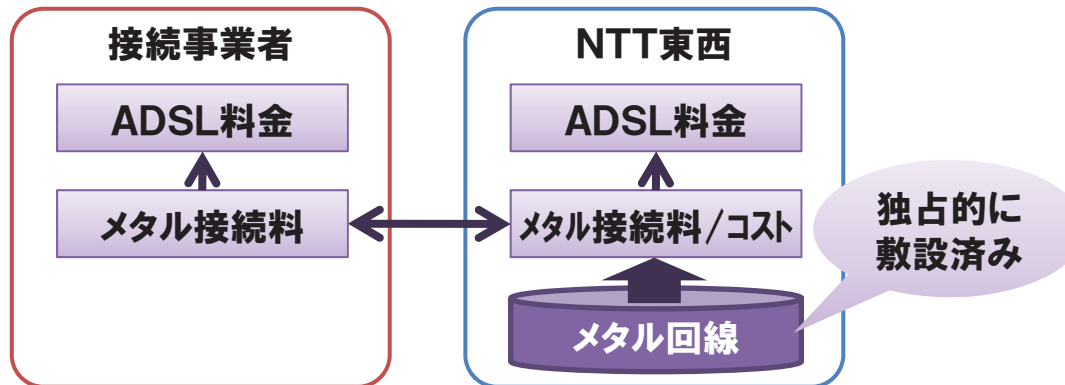 接続事業者
ADSL料金
メタル接続料
NTT東西
ADSL料金
メタル接続料/コスト
メタル回線
独占的に
敷設済み